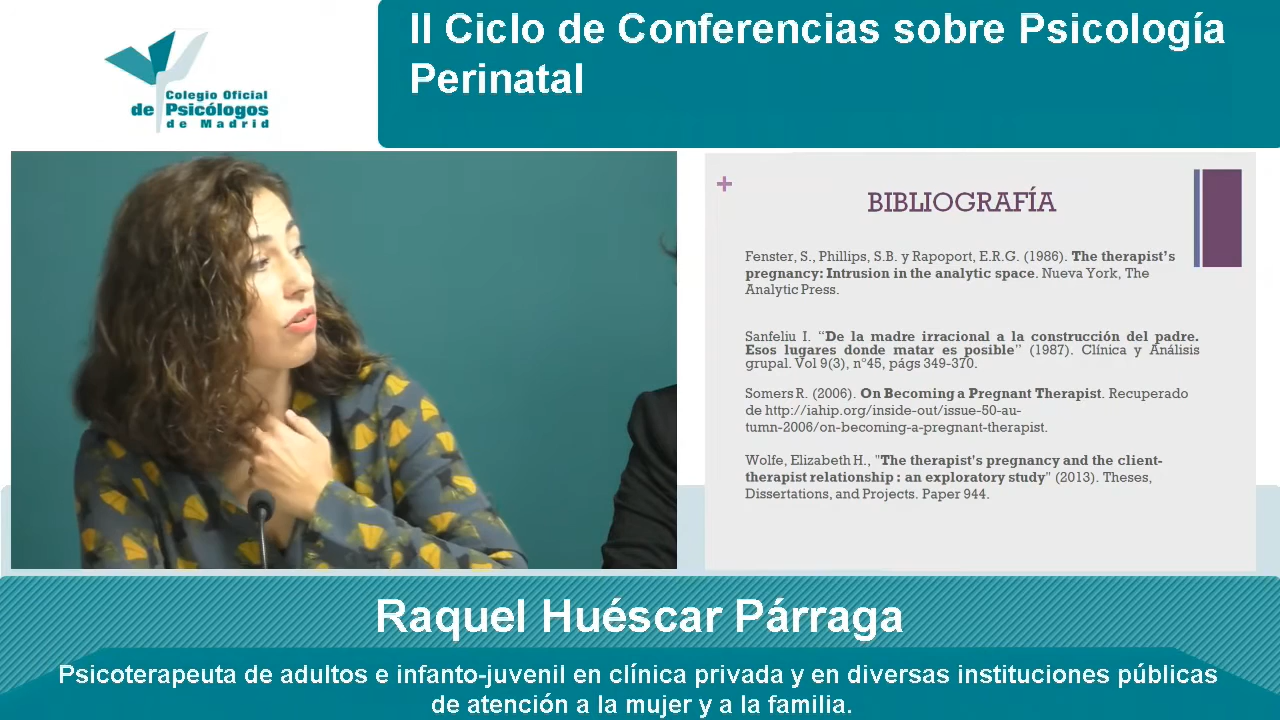 II Ciclo de Conferencias sobre Psicología
Perinatal
Colegio Oficial
de Psicólogos
de Madrid
+
BIBLIOGRAFÍA
Fenster, S., Phillips, S.B. y Rapoport, E.R.G. (1986). The therapist's
pregnancy: Intrusion in the analytic space. Nueva York, The
Analytic Press.
Sanfeliu I. “De la madre irracional a la construcción del padre.
Esos lugares donde matar es posible” (1987). Clínica y Análisis
grupal. Vol 9(3), nº45, págs 349-370.
Somers R. (2006). On Becoming a Pregnant Therapist. Recuperado
de http://iahip.org/inside-out/issue-50-au-
tumn-2006/on-becoming-a-pregnant-therapist.
Wolfe, Elizabeth H., "The therapist's pregnancy and the client-
therapist relationship : an exploratory study" (2013). Theses,
Dissertations, and Projects. Paper 944.
Raquel Huéscar Párraga
Psicoterapeuta de adultos e infanto-juvenil en clínica privada y en diversas instituciones públicas
de atención a la mujer y a la familia.